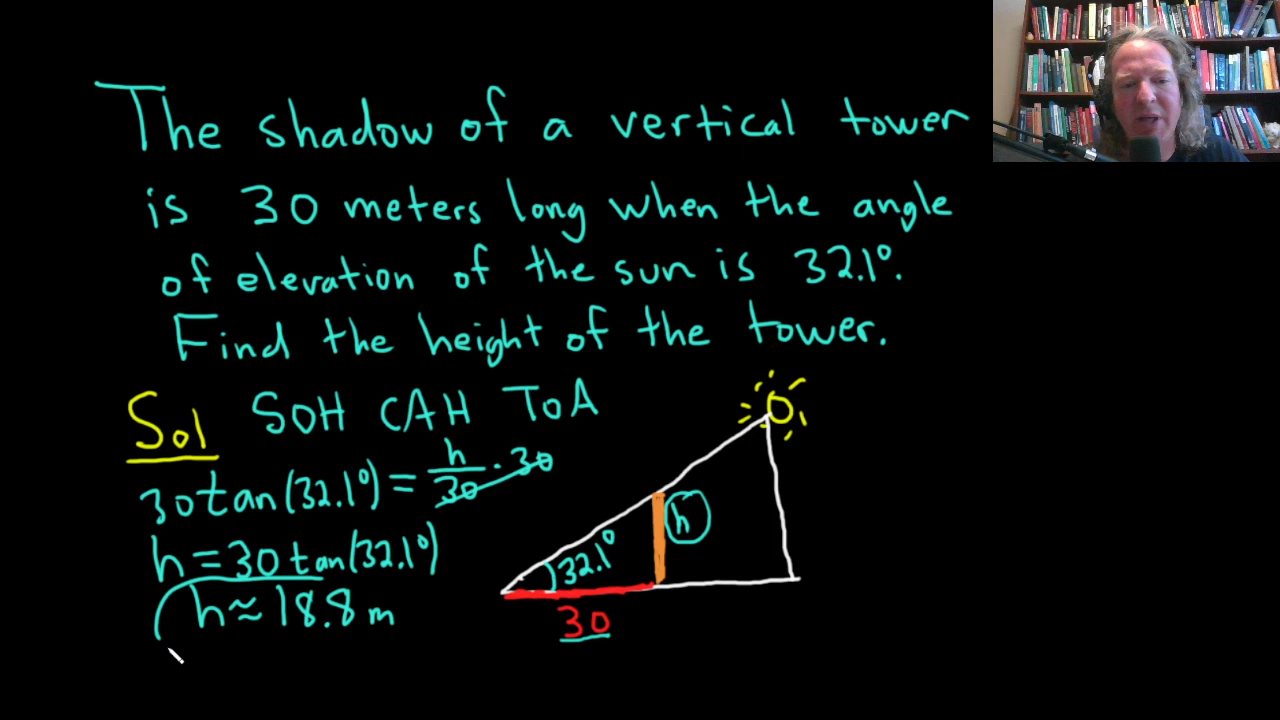 The shadow of a vertical tower
is 30 meters long when the angle
of elevation of the sun is 32.1°.
Find the height of the tower.
Sol SOH CAH TOA
30tan(32.1°) = h/30 · 30
h = 30tan(32.1°)
h ≈ 18.8 m
h
32.1°
30